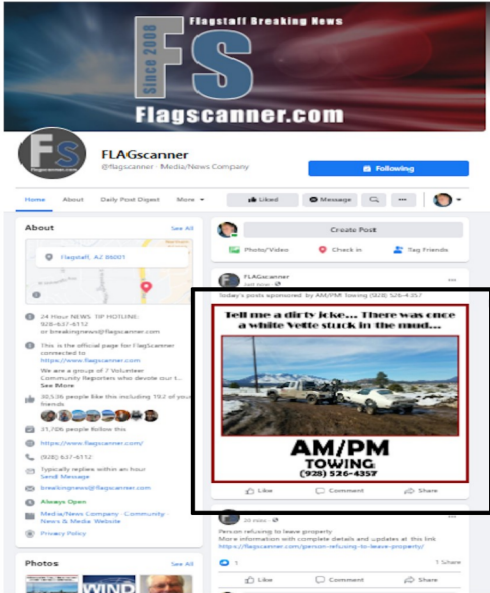 Flagstaff Breaking News
Since 2008
FS
Flagscanner.com
FS
FLAGscanner
@flagscanner · Media/News Company
Following
Home
About
Daily Post Digest
More
Liked
Message
About
See All
Flagstaff, AZ 86001
24 Hour NEWS TIP HOTLINE:
928-637-6112
or breakingnews@flagscanner.com
This is the official page for FlagScanner
connected to
https://www.flagscanner.com
We are a group of 7 Volunteer
Community Reporters who devote our t...
See More
30,536 people like this including 192 of your
friends
31,706 people follow this
https://www.flagscanner.com/
(928) 637-6112
Typically replies within an hour
Send Message
breakingnews@flagscanner.com
Always Open
Media/News Company · Community ·
News & Media Website
Privacy Policy
Photos
See All
WIND
Create Post
Photo/Video
Check in
Tag Friends
FLAGscanner
Just now
Today's posts sponsored by AM/PM Towing (928) 526-4357
Tell me a dirty joke... There was once
a white Vette stuck in the mud...
AM/PM
TOWING
(928) 526-4357
Like
Comment
Share
20 mins
Person refusing to leave property
More information with complete details and updates at this link
https://flagscanner.com/person-refusing-to-leave-property/
1
1 Share
Like
Comment
Share